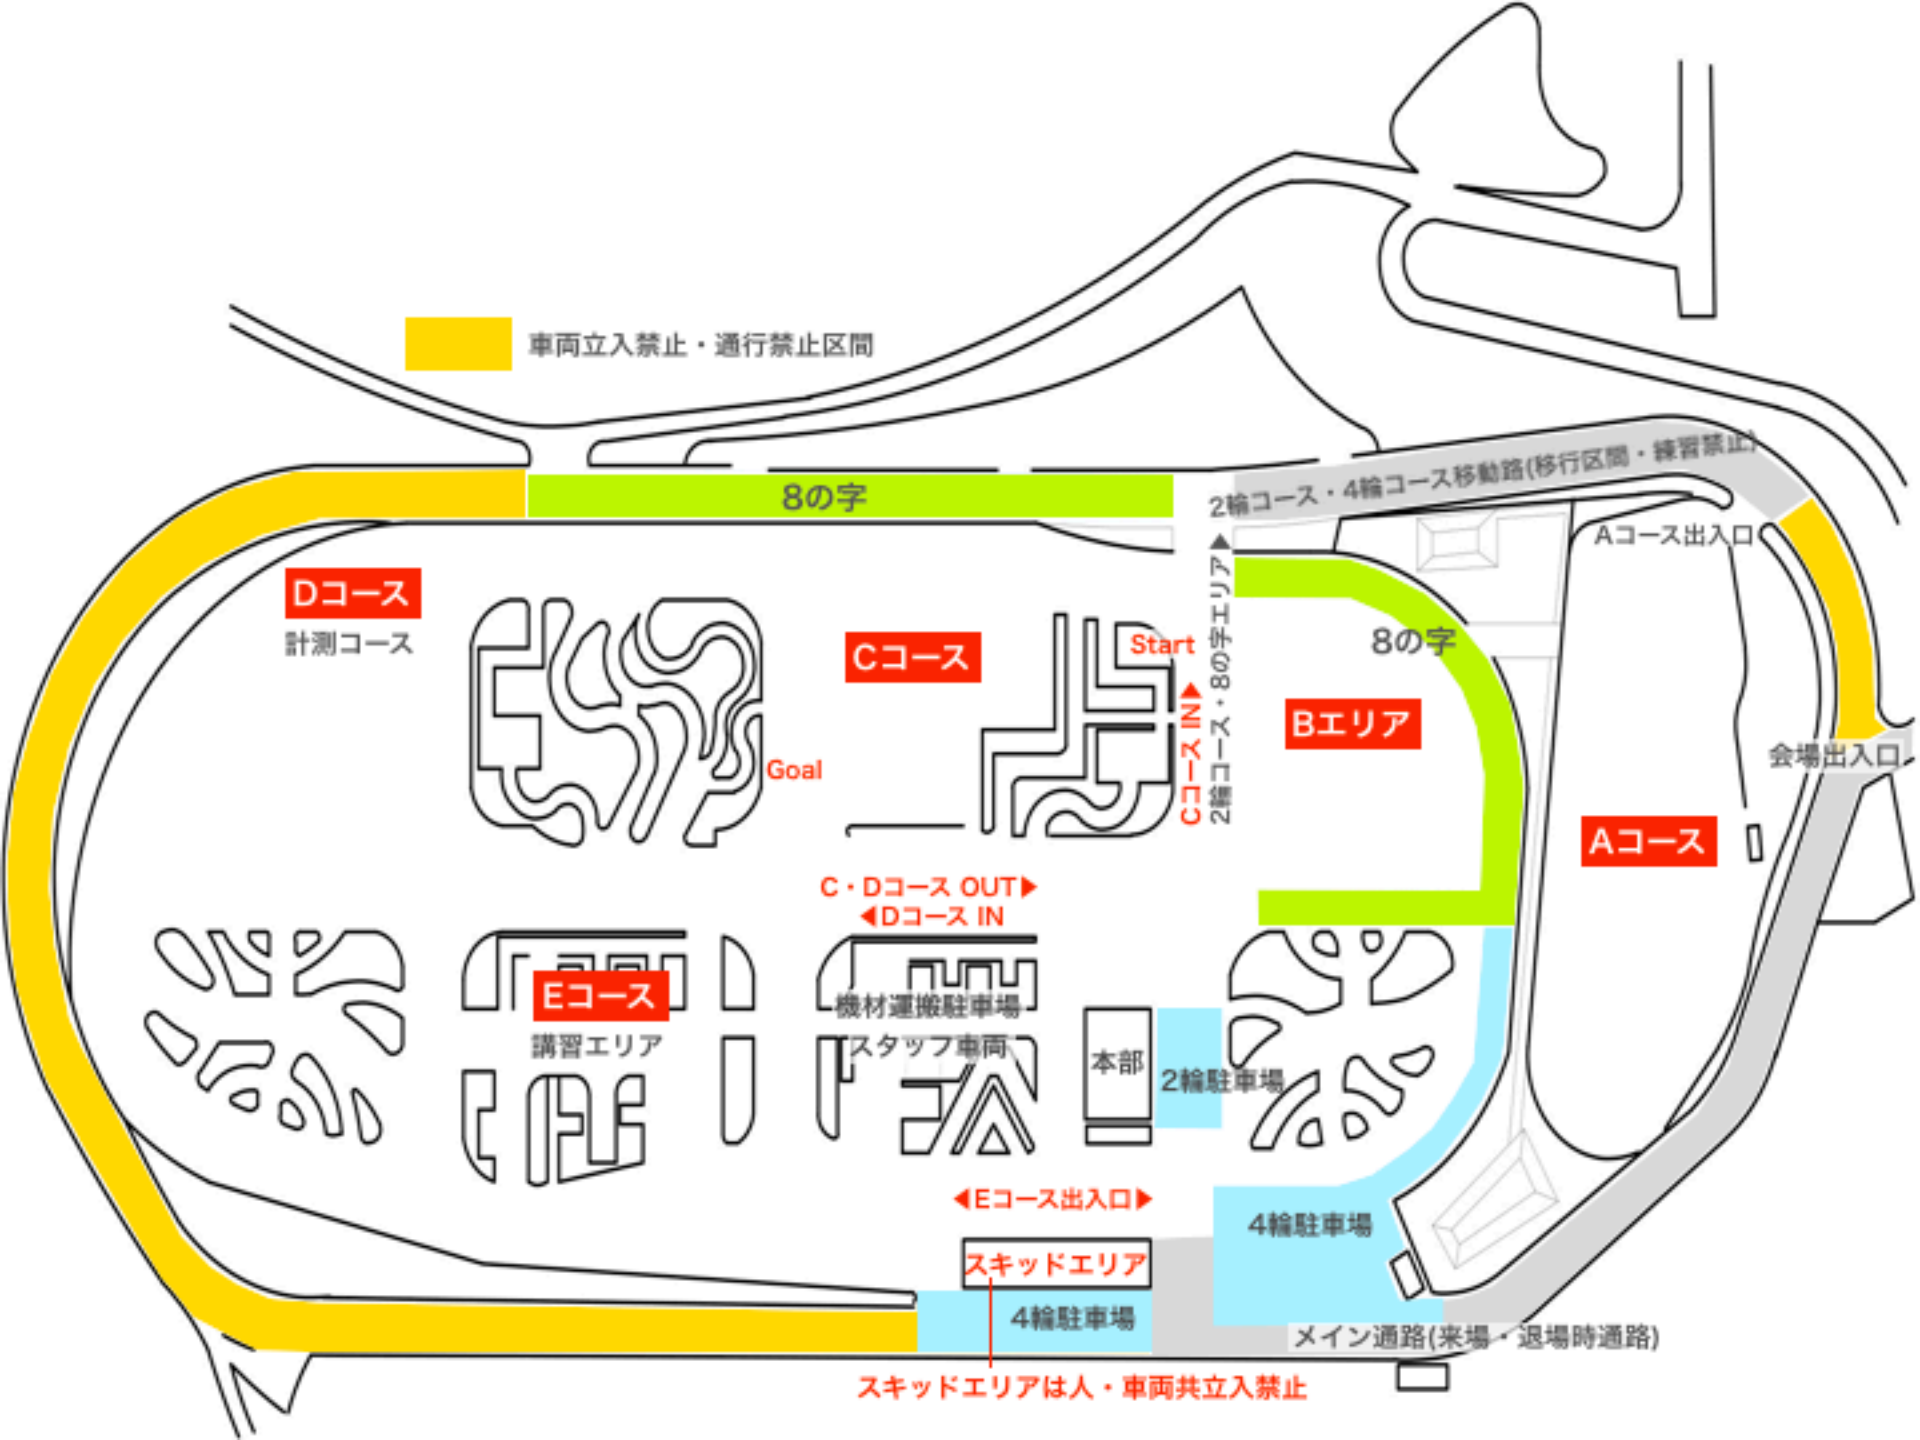 車両立入禁止・通行禁止区間
8の字
2輪コース・4輪コース移動路(移行区間・練習禁止)
Aコース出入口
Dコース
計測コース
Cコース
Start
Goal
CコースIN▶
2輪コース・8の字エリア▶
8の字
Bエリア
会場出入口
Aコース
C・Dコース OUT▶
◀Dコース IN
Eコース
講習エリア
機材運搬駐車場
スタッフ車両
本部
2輪駐車場
◀Eコース出入口▶
4輪駐車場
スキッドエリア
4輪駐車場
メイン通路(来場・退場時通路)
スキッドエリアは人・車両共立入禁止